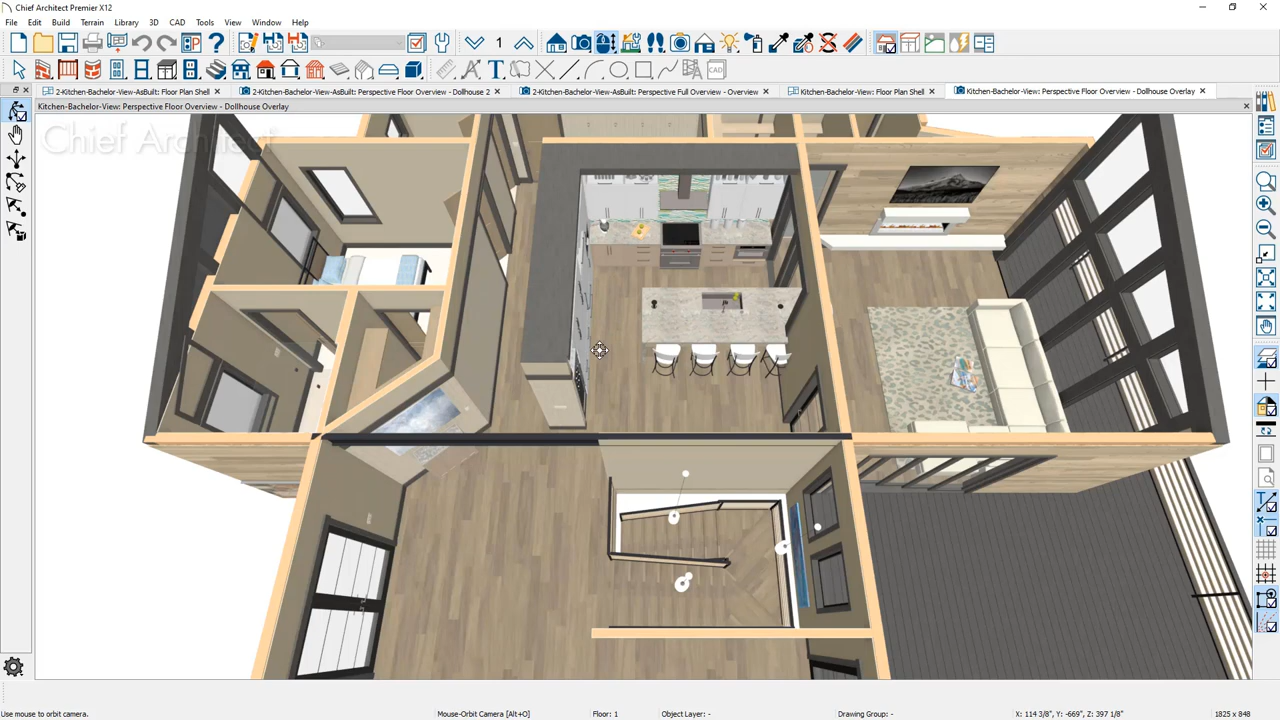 Chief Architect Premier X12
File Edit Build Terrain Library 3D CAD Tools View Window Help
1
CAD
2-Kitchen-Bachelor-View-AsBuilt: Floor Plan Shell
2-Kitchen-Bachelor-View-AsBuilt: Perspective Floor Overview - Dollhouse 2
2-Kitchen-Bachelor-View-AsBuilt: Perspective Full Overview - Overview
Kitchen-Bachelor-View: Floor Plan Shell
Kitchen-Bachelor-View: Perspective Floor Overview - Dollhouse Overlay
Kitchen-Bachelor-View: Perspective Floor Overview - Dollhouse Overlay
Chief Architect
Use mouse to orbit camera.
Mouse-Orbit Camera [Alt+O]
Floor: 1
Object Layer: -
Drawing Group: -
X: 114 3/8", Y: -669", Z: 397 1/8"
1825 x 848